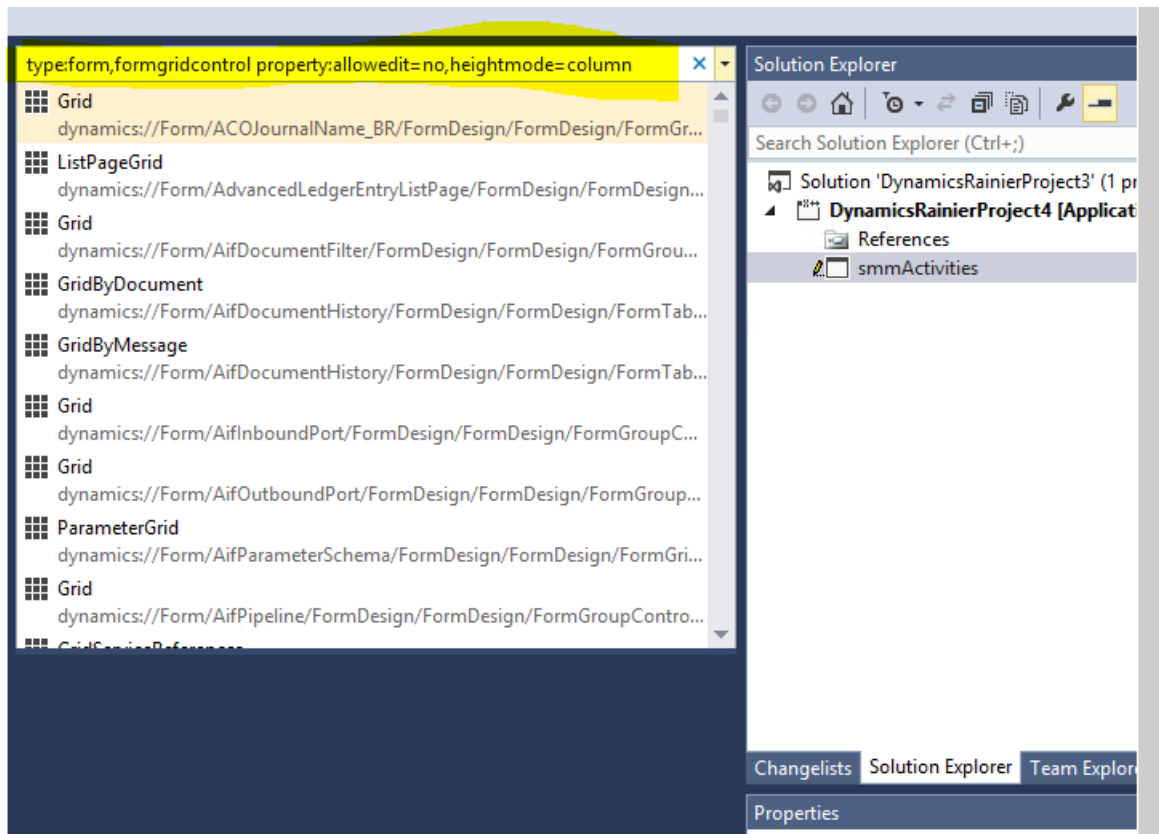 type:form,formgridcontrol property:allowedit=no,heightmode=column
Grid
dynamics://Form/ACOJournalName_BR/FormDesign/FormDesign/FormGr...
ListPageGrid
dynamics://Form/AdvancedLedgerEntryListPage/FormDesign/FormDesign...
Grid
dynamics://Form/AifDocumentFilter/FormDesign/FormDesign/FormGrou...
GridByDocument
dynamics://Form/AifDocumentHistory/FormDesign/FormDesign/FormTab...
GridByMessage
dynamics://Form/AifDocumentHistory/FormDesign/FormDesign/FormTab...
Grid
dynamics://Form/AifInboundPort/FormDesign/FormDesign/FormGroupC...
Grid
dynamics://Form/AifOutboundPort/FormDesign/FormDesign/FormGroup...
ParameterGrid
dynamics://Form/AifParameterSchema/FormDesign/FormDesign/FormGri...
Grid
dynamics://Form/AifPipeline/FormDesign/FormDesign/FormGroupContro...
Solution Explorer
Search Solution Explorer (Ctrl+;)
Solution 'DynamicsRainierProject3' (1 pr
DynamicsRainierProject4 [Applicati
References
smmActivities
Changelists Solution Explorer Team Explore
Properties